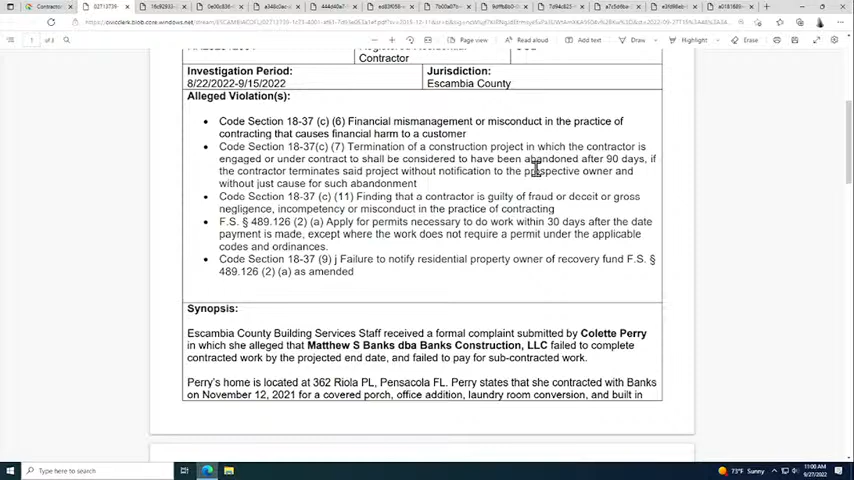 Contractor
02T13739
Read aloud
Add text
Page view
Highlight
Erase
Contractor
Investigation Period:
8/22/2022-9/15/2022
Jurisdiction:
Escambia County
Alleged Violation(s):
• Code Section 18-37 (c) (6) Financial mismanagement or misconduct in the practice of
contracting that causes financial harm to a customer
• Code Section 18-37(c) (7) Termination of a construction project in which the contractor is
engaged or under contract to shall be considered to have been abandoned after 90 days, if
the contractor terminates said project without notification to the prospective owner and
without just cause for such abandonment
• Code Section 18-37 (c) (11) Finding that a contractor is guilty of fraud or deceit or gross
negligence, incompetency or misconduct in the practice of contracting
• F.S. § 489.126 (2) (a) Apply for permits necessary to do work within 30 days after the date
payment is made, except where the work does not require a permit under the applicable
codes and ordinances.
• Code Section 18-37 (9) j Failure to notify residential property owner of recovery fund F.S. §
489.126 (2) (a) as amended
Synopsis:
Escambia County Building Services Staff received a formal complaint submitted by Colette Perry
in which she alleged that Matthew S Banks dba Banks Construction, LLC failed to complete
contracted work by the projected end date, and failed to pay for sub-contracted work.
Perry's home is located at 362 Riola PL, Pensacola FL. Perry states that she contracted with Banks
on November 12, 2021 for a covered porch, office addition, laundry room conversion, and built in
Type here to search
73°F Sunny
11:00 AM
9/27/2022